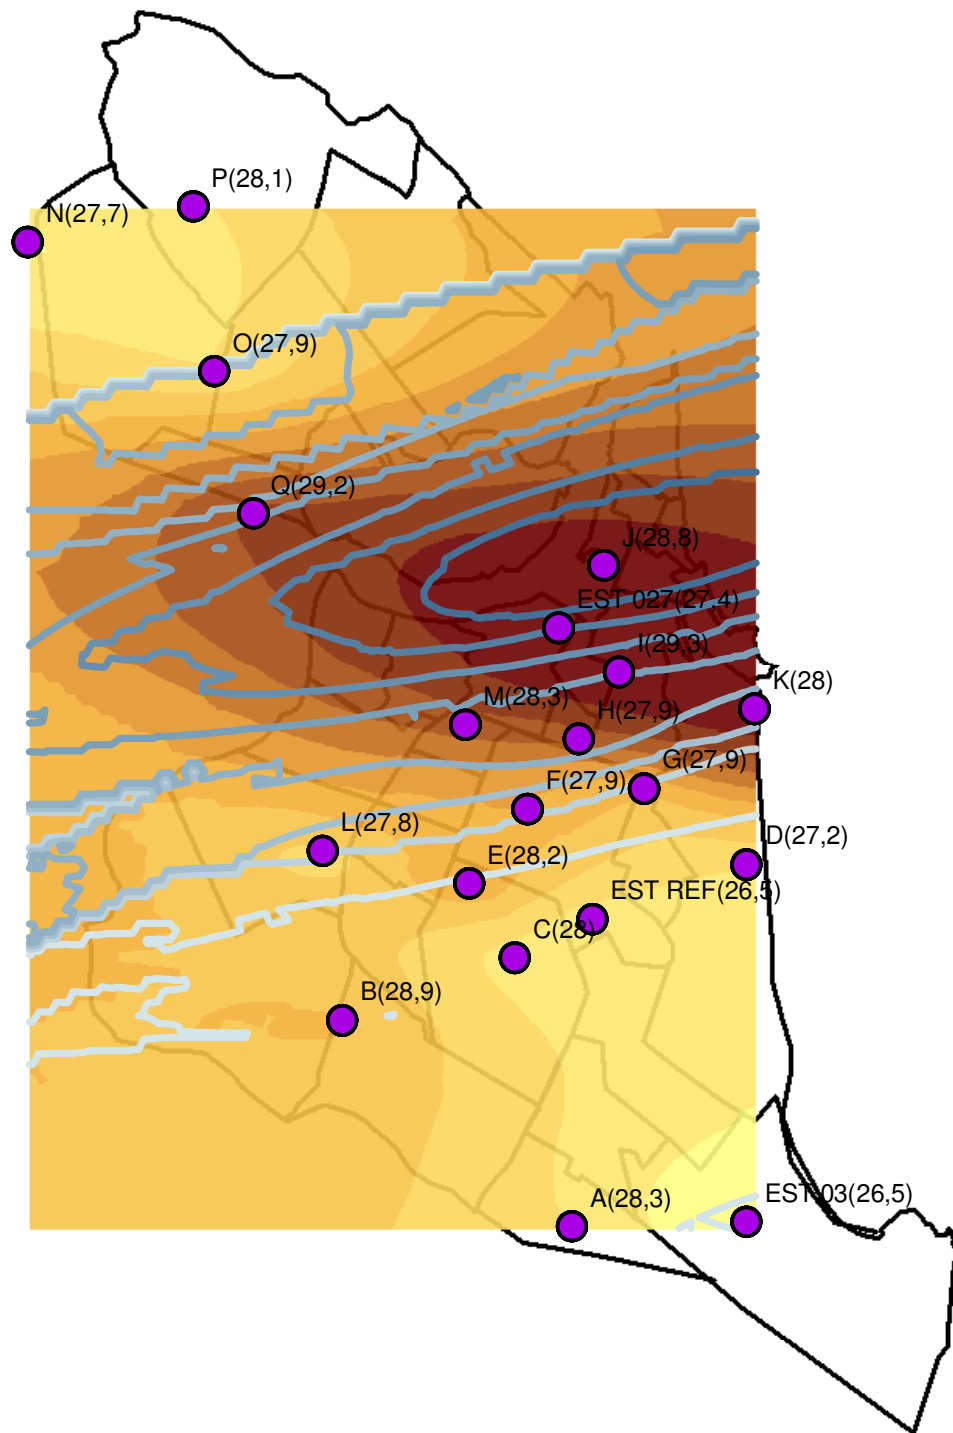 P(28,1)
N(27,7)
O(27,9)
Q(29,2)
J(28,8)
EST 027(27,4)
I(29,3)
K(28)
M(28,3)
H(27,9)
G(27,9)
F(27,9)
L(27,8)
D(27,2)
E(28,2)
EST REF(26,5)
C(28)
B(28,9)
EST 03(26,5)
A(28,3)